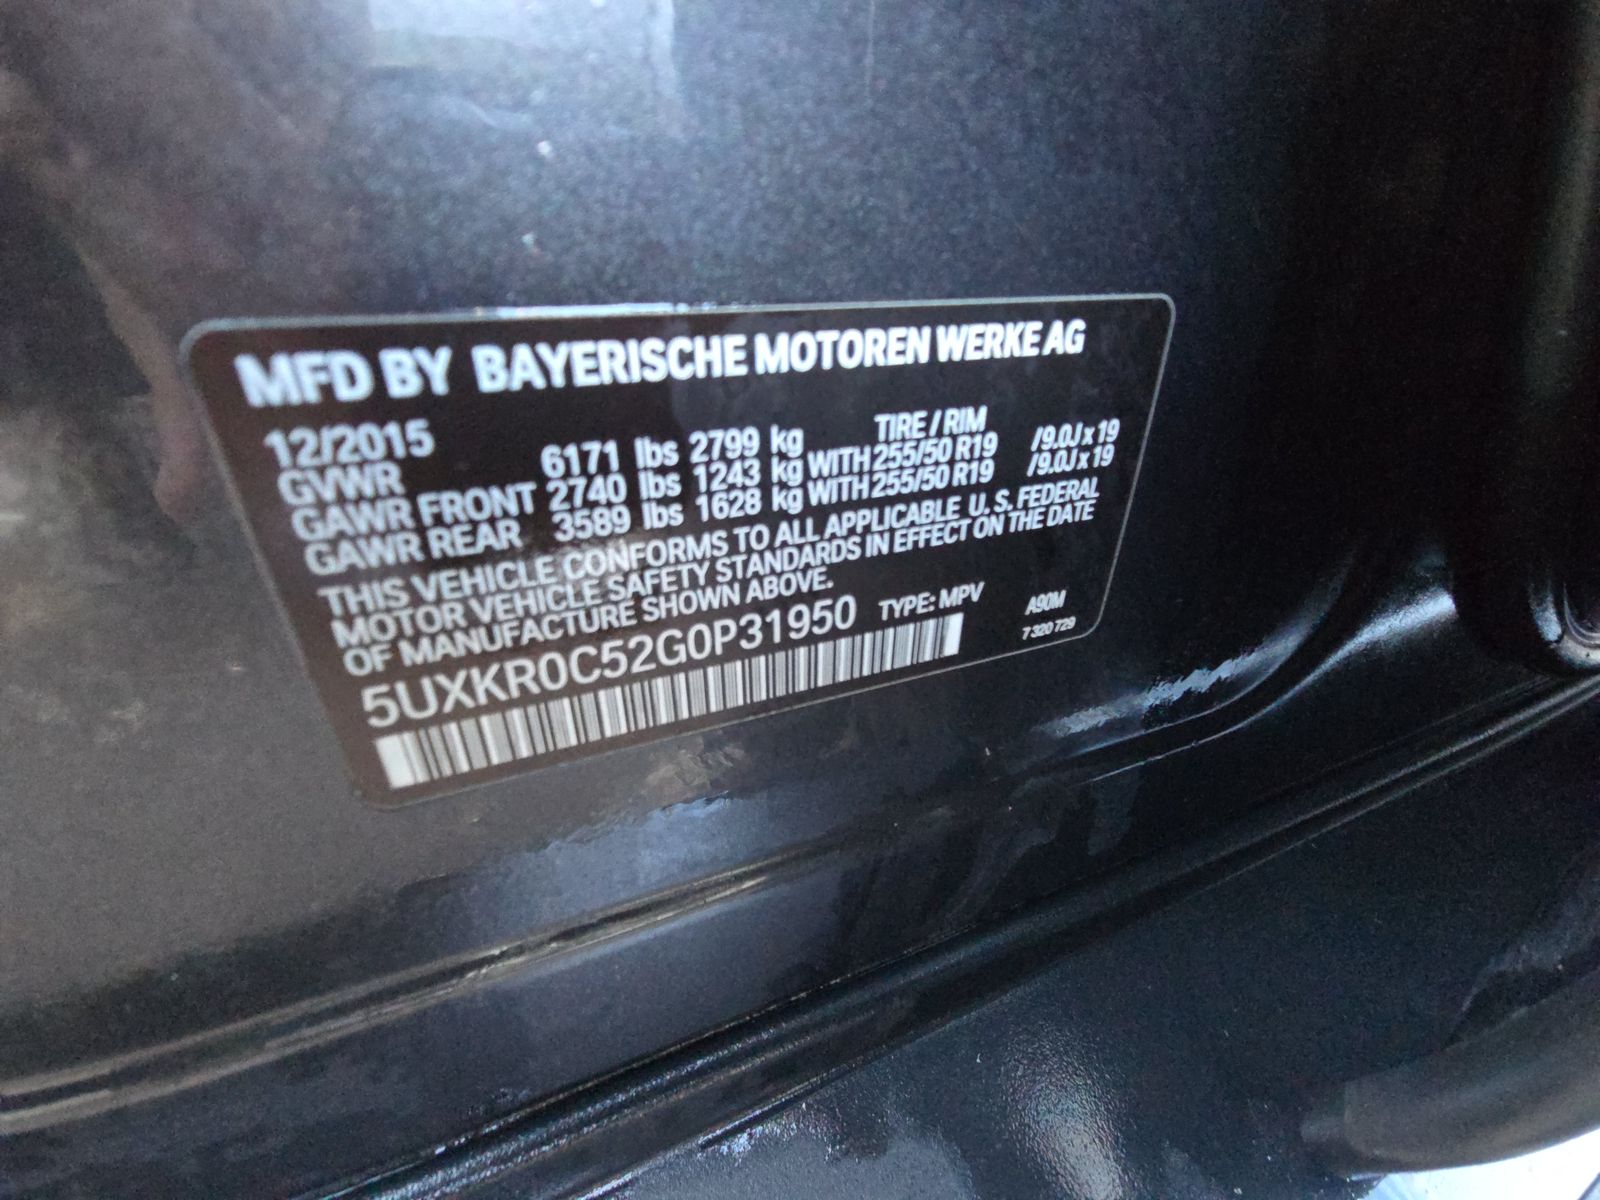 MFD BY BAYERISCHE MOTOREN WERKE AG
12/2015 TIRE / RIM
GVWR 6171 lbs 2799 kg
GAWR FRONT 2740 lbs 1243 kg WITH 255/50 R19 /9.0J x 19
GAWR REAR 3589 lbs 1628 kg WITH 255/50 R19 /9.0J x 19
THIS VEHICLE CONFORMS TO ALL APPLICABLE U.S. FEDERAL
MOTOR VEHICLE SAFETY STANDARDS IN EFFECT ON THE DATE
OF MANUFACTURE SHOWN ABOVE.
5UXKR0C52G0P31950 TYPE: MPV A90M
7 320 729